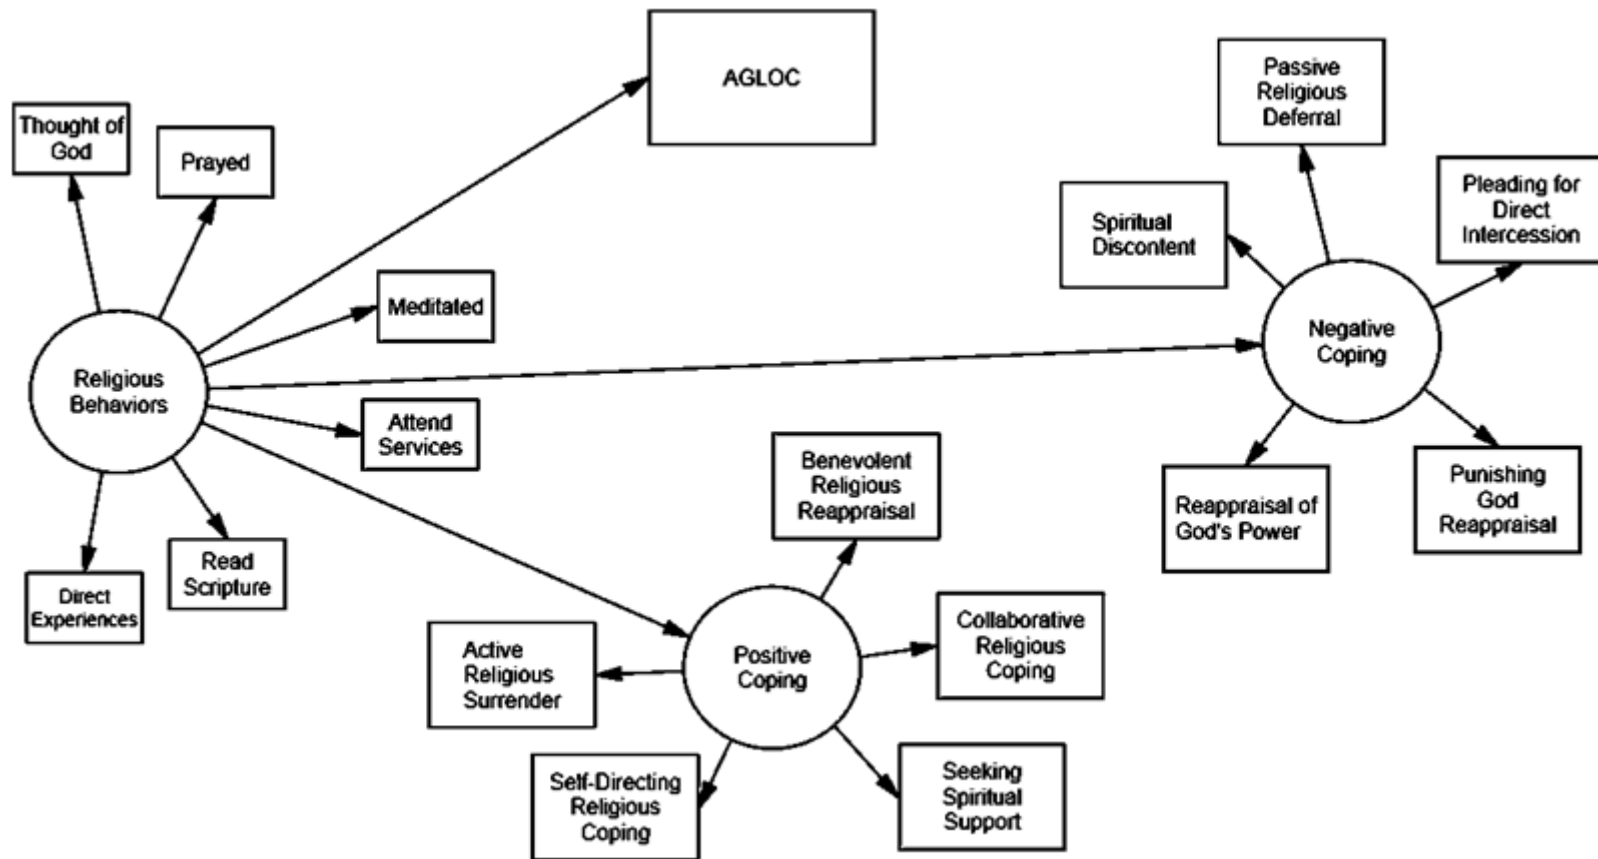 AGLOC
Thought of
God
Prayed
Meditated
Religious
Behaviors
Attend
Services
Read
Scripture
Direct
Experiences
Passive
Religious
Deferral
Spiritual
Discontent
Pleading for
Direct
Intercession
Negative
Coping
Reappraisal of
God's Power
Punishing
God
Reappraisal
Benevolent
Religious
Reappraisal
Active
Religious
Surrender
Positive
Coping
Collaborative
Religious
Coping
Self-Directing
Religious
Coping
Seeking
Spiritual
Support